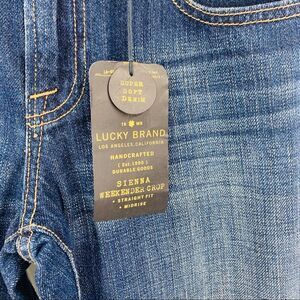 SUPER
SOFT
DENIM
LUCKY BRAND
LOS ANGELES, CALIFORNIA
HANDCRAFTED
[ Est. 1990 ]
DURABLE GOODS
SIENNA
WEEKENDER CROP
+ STRAIGHT FIT
+ MIDRISE